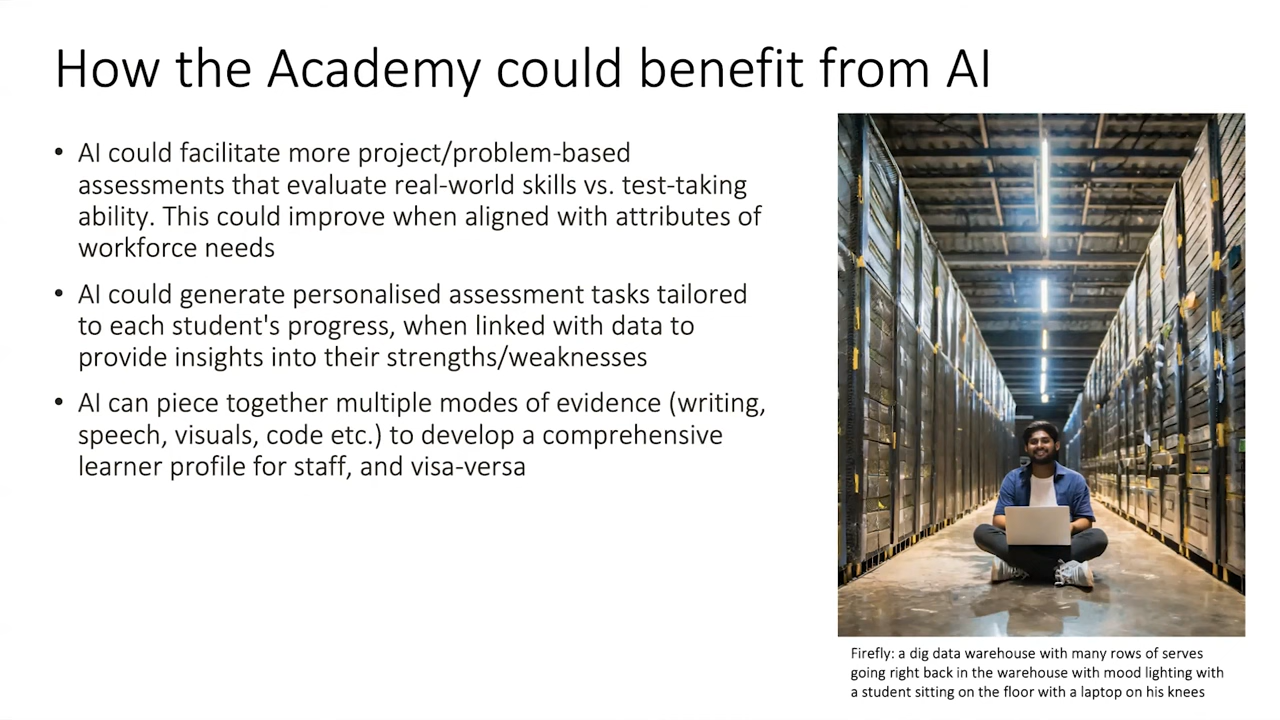 How the Academy could benefit from AI
• AI could facilitate more project/problem-based
assessments that evaluate real-world skills vs. test-taking
ability. This could improve when aligned with attributes of
workforce needs
• AI could generate personalised assessment tasks tailored
to each student's progress, when linked with data to
provide insights into their strengths/weaknesses
• AI can piece together multiple modes of evidence (writing,
speech, visuals, code etc.) to develop a comprehensive
learner profile for staff, and visa-versa
Firefly: a dig data warehouse with many rows of serves
going right back in the warehouse with mood lighting with
a student sitting on the floor with a laptop on his knees